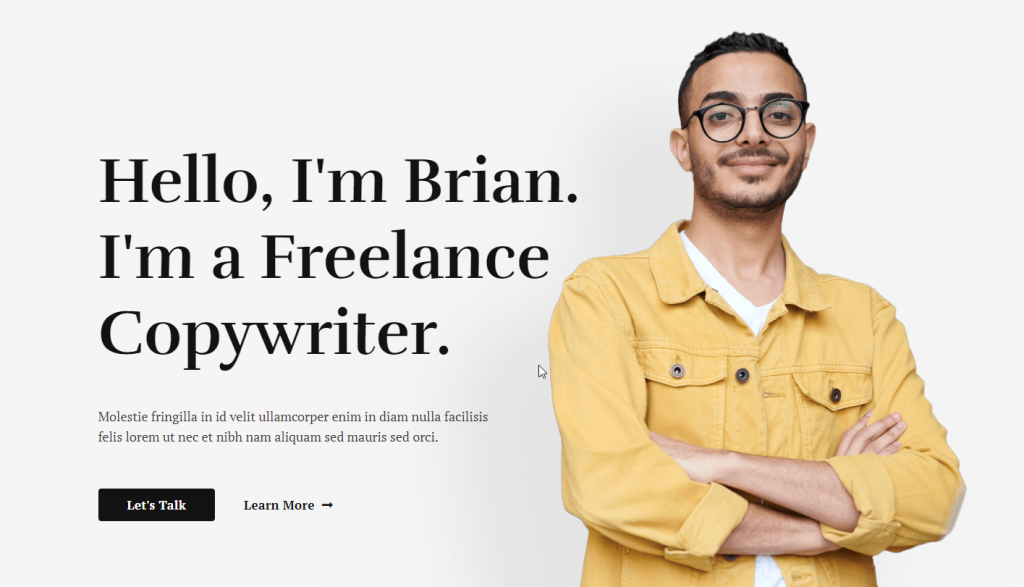 Hello, I'm Brian.
I'm a Freelance
Copywriter.
Molestie fringilla in id velit ullamcorper enim in diam nulla facilisis
felis lorem ut nec et nibh nam aliquam sed mauris sed orci.
Let's Talk
Learn More ➞